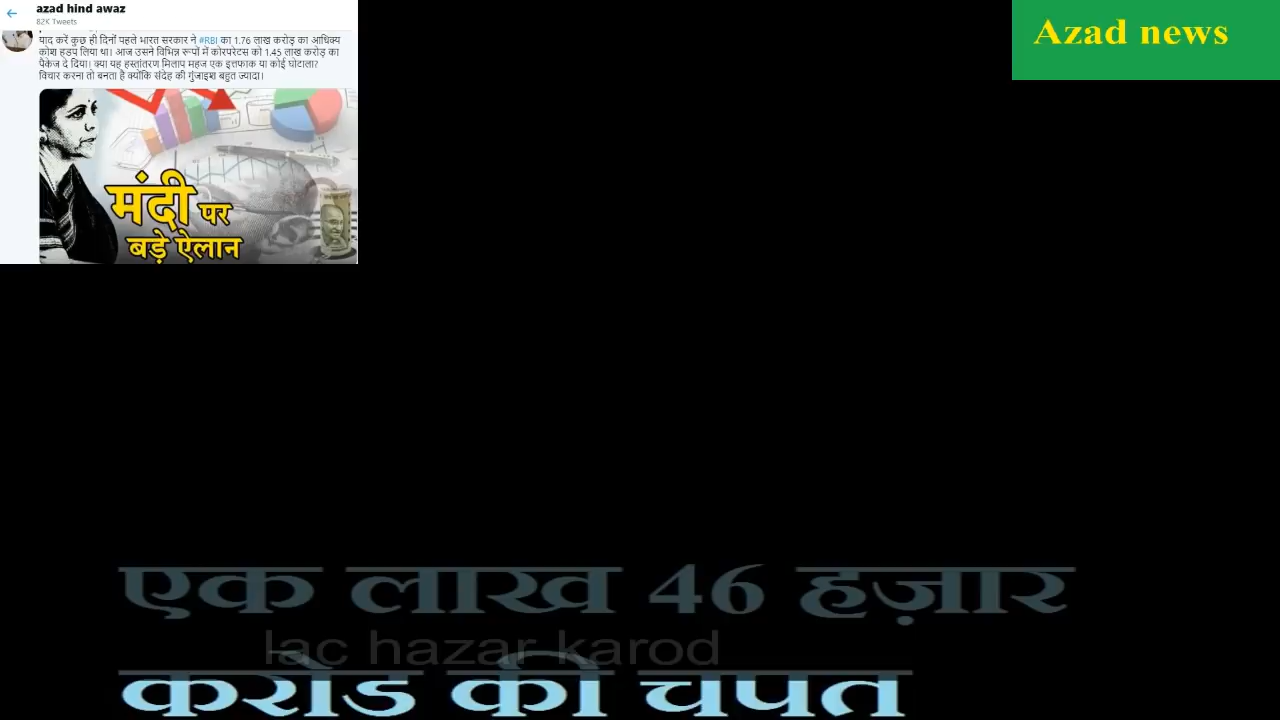 azad hind awaz
82K Tweets
Azad news
याद करें कुछ ही दिनों पहले भारत सरकार ने #RBI का 1.76 लाख करोड़ का आधिक्य
कोश हडप लिया था। आज उसने विभिन्न रूपों में कोरपरेटस को 1.45 लाख करोड़ का
पैकेज दे दिया। क्या यह हस्तांतरण मिलाप महज एक इत्तफाक या कोई घोटाला?
विचार करना तो बनता है क्योंकि संदेह की गुंजाइश बहुत ज्यादा।
मंदी पर
बड़े ऐलान
एक लाख 46 हज़ार
lac hazar karod
करोड की चपत